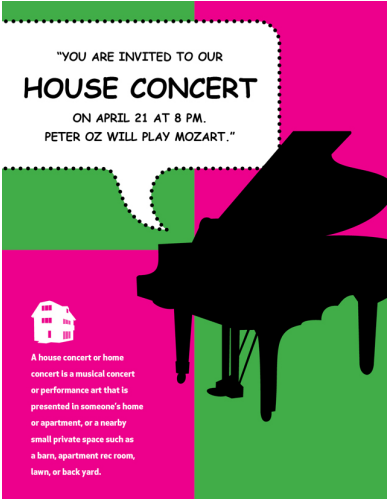 “YOU ARE INVITED TO OUR
HOUSE CONCERT
ON APRIL 21 AT 8 PM.
PETER OZ WILL PLAY MOZART.”
A house concert or home
concert is a musical concert
or performance art that is
presented in someone’s home
or apartment, or a nearby
small private space such as
a barn, apartment rec room,
lawn, or back yard.